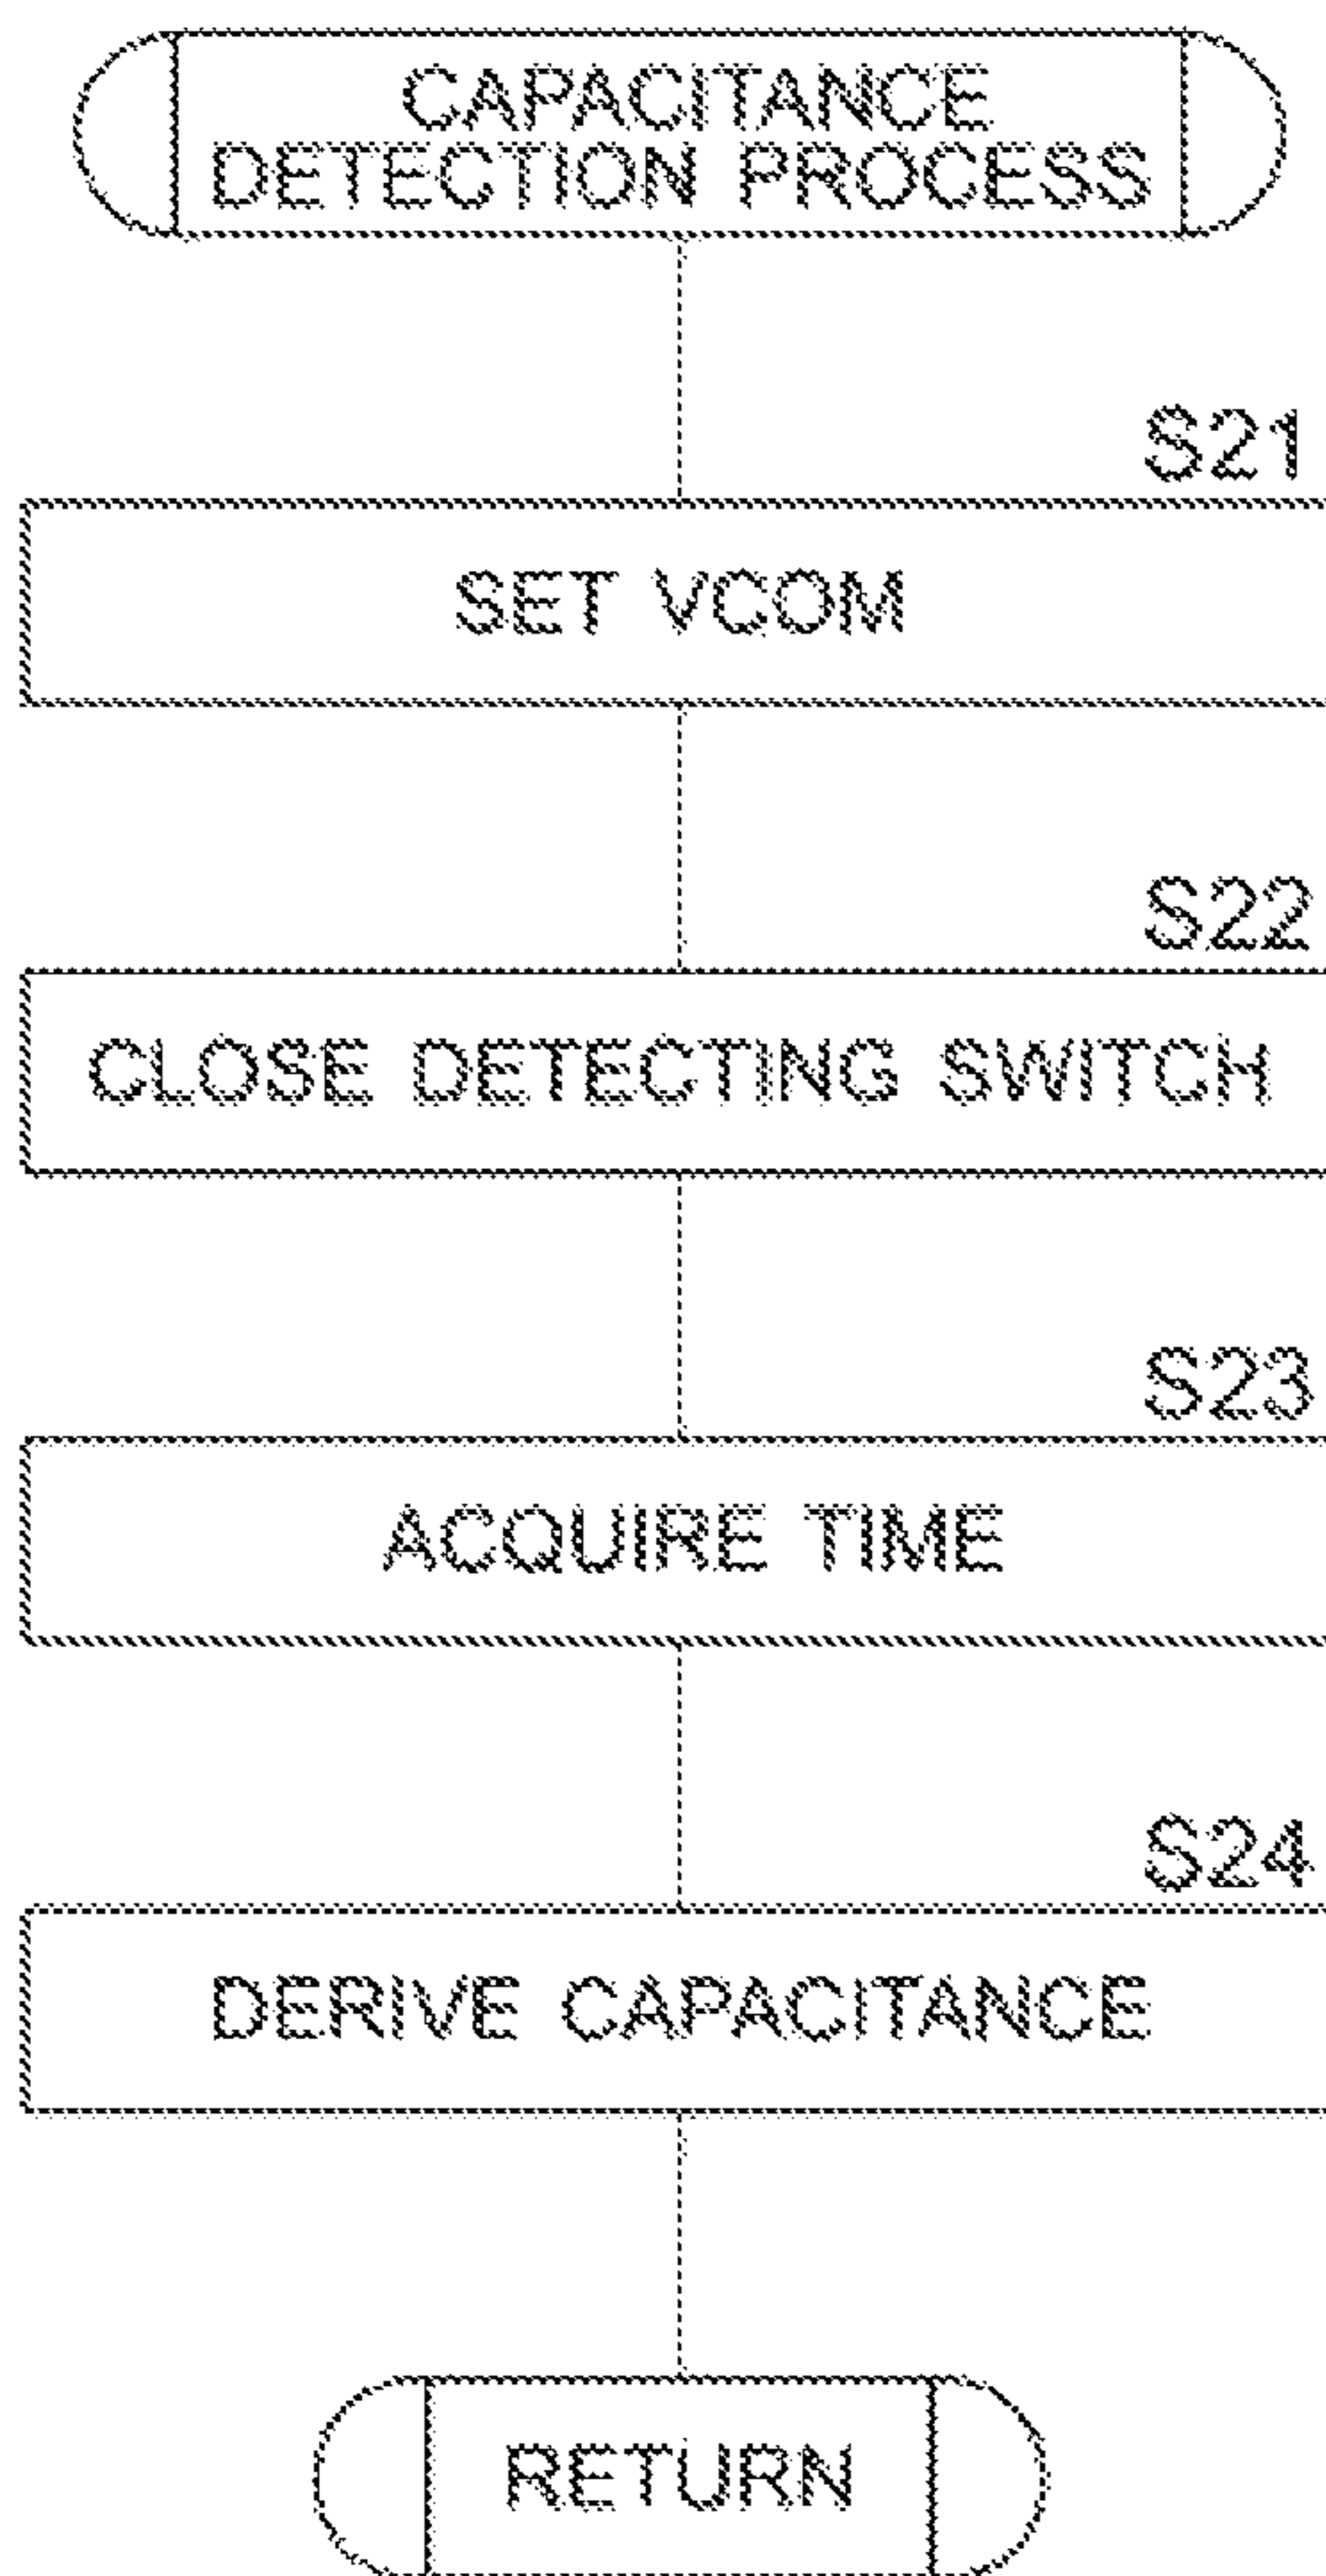 CAPACITANCE
DETECTION PROCESS
S21
SET VCOM
S22
CLOSE DETECTING SWITCH
S23
ACQUIRE TIME
S24
DERIVE CAPACITANCE
RETURN